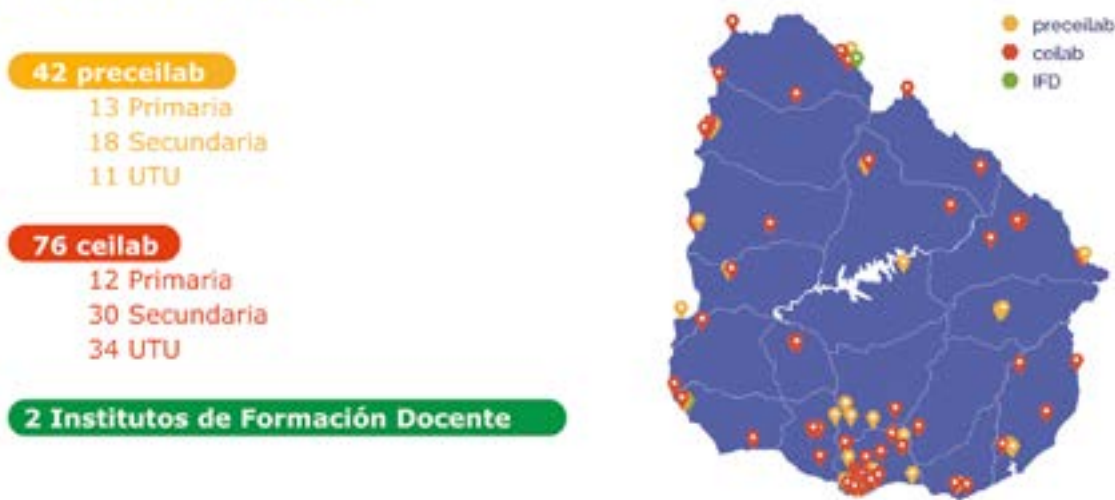 42 preceilab
13 Primaria
18 Secundaria
11 UTU
76 ceilab
12 Primaria
30 Secundaria
34 UTU
2 Institutos de Formación Docente
preceilab
ceilab
IFD